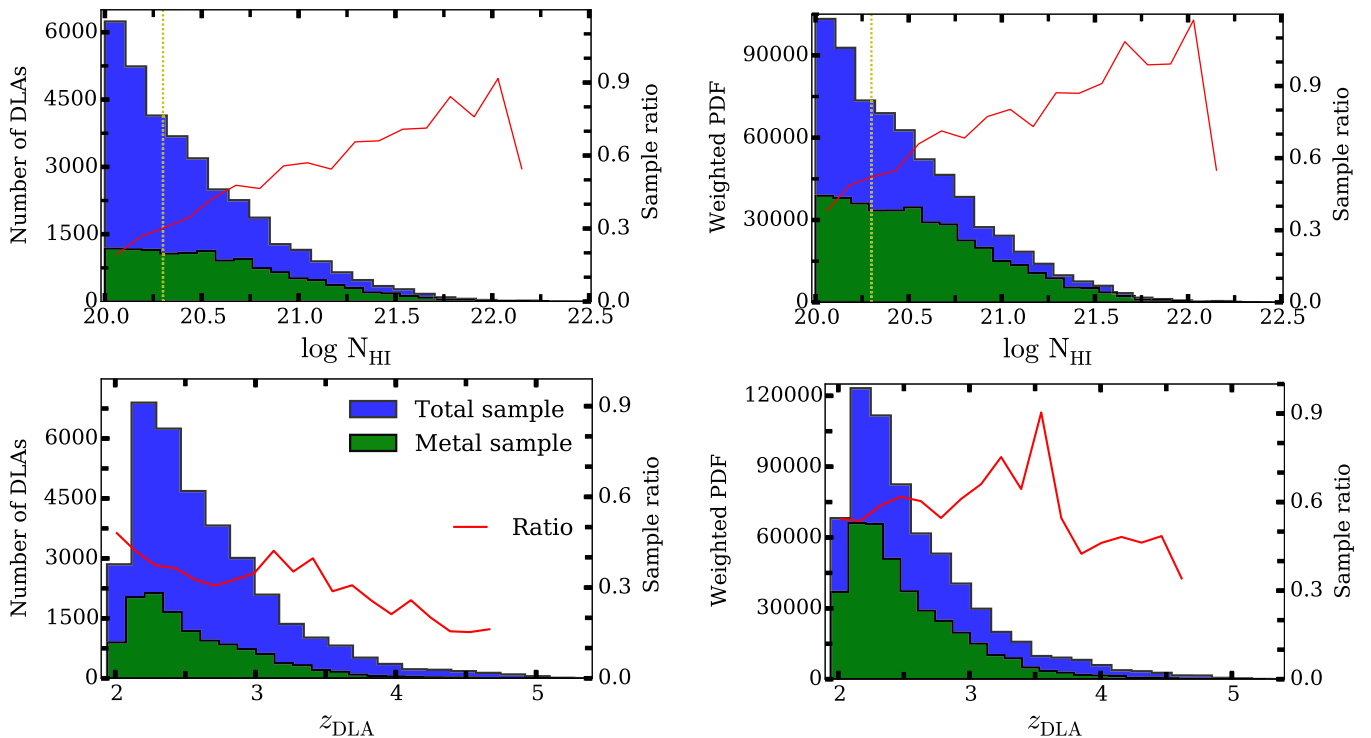 6000
4500
3000
1500
0
Number of DLAs
0.9
0.6
0.3
0.0
Sample ratio
20.0 20.5 21.0 21.5 22.0 22.5
log N_HI
90000
60000
30000
0
Weighted PDF
0.9
0.6
0.3
0.0
Sample ratio
20.0 20.5 21.0 21.5 22.0 22.5
log N_HI
6000
4500
3000
1500
0
Number of DLAs
Total sample
Metal sample
Ratio
0.9
0.6
0.3
0.0
Sample ratio
2 3 4 5
z_DLA
120000
90000
60000
30000
0
Weighted PDF
0.9
0.6
0.3
0.0
Sample ratio
2 3 4 5
z_DLA